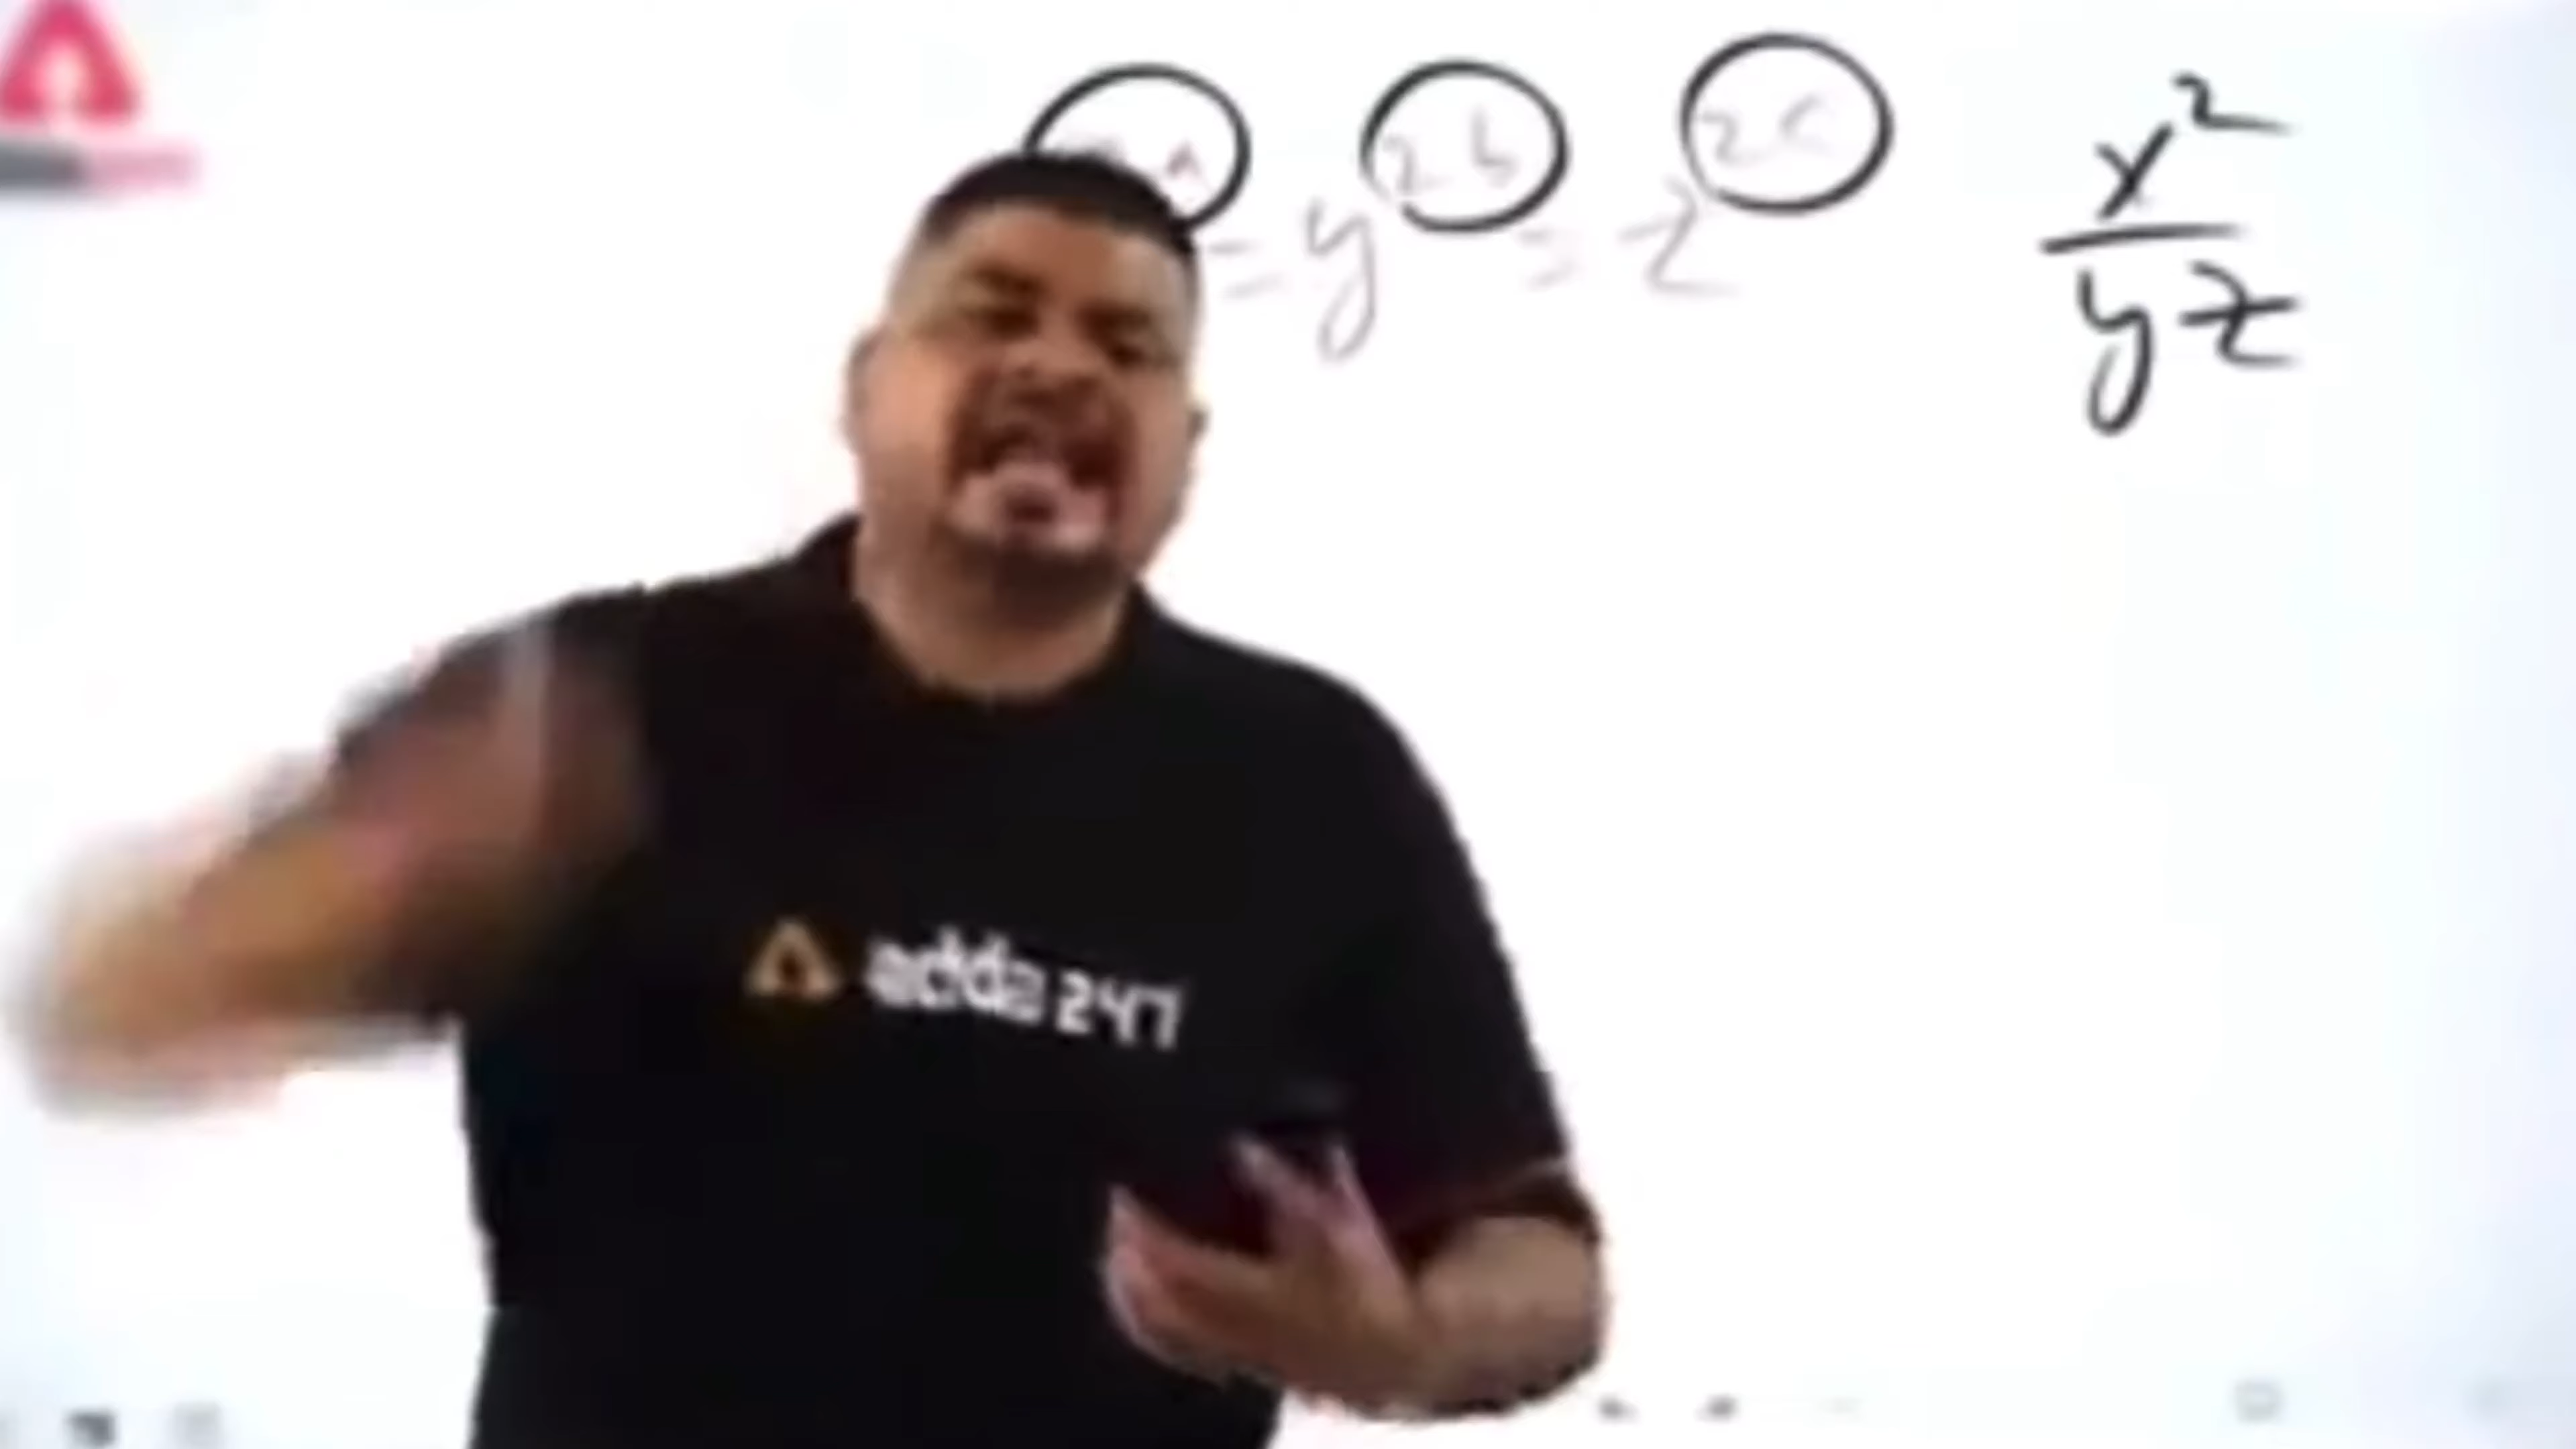 = y^2b = z^2c
x^2
yz
adda 247